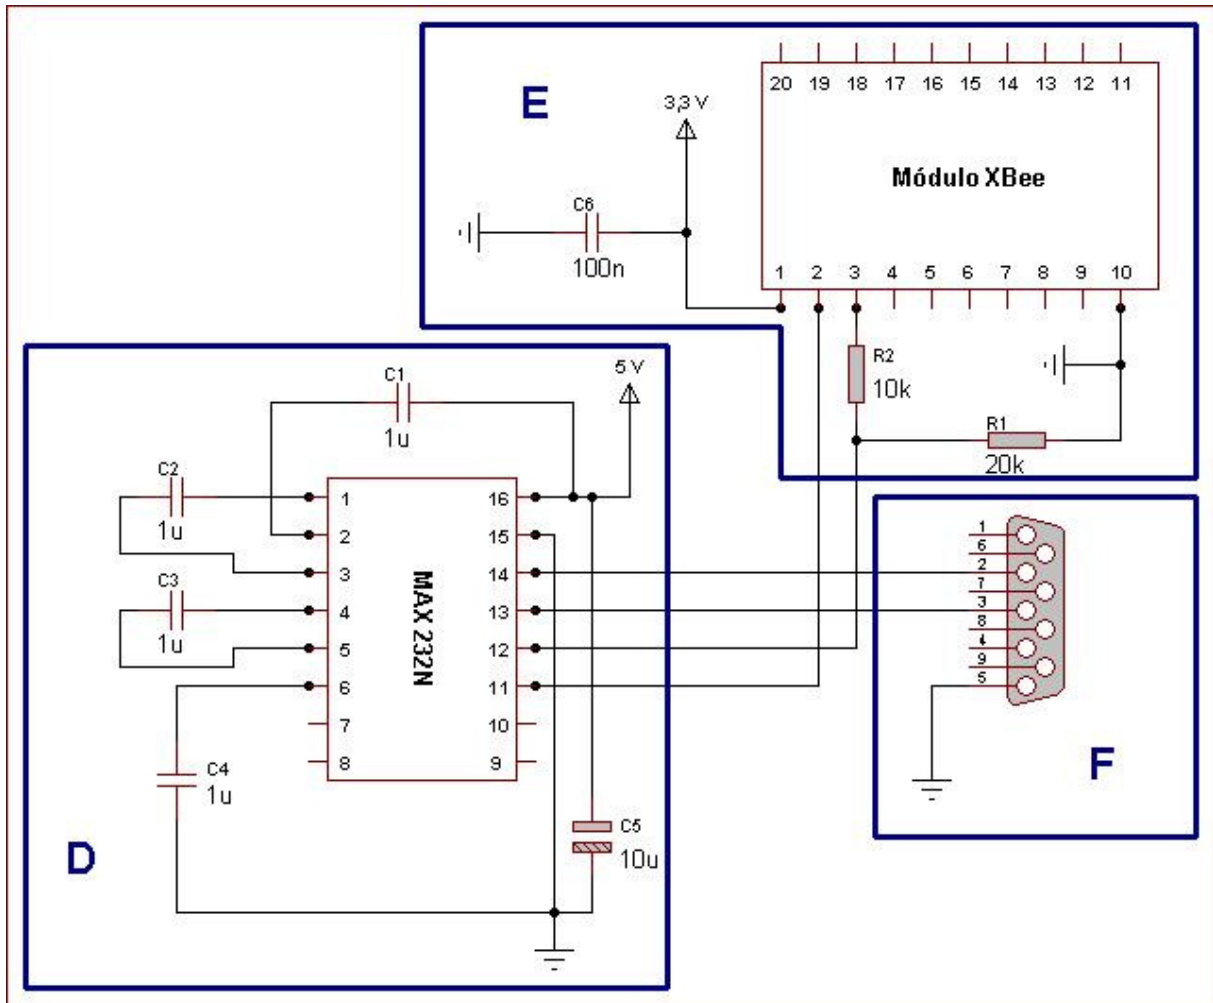 20 19 18 17 16 15 14 13 12 11
E
3,3 V
Módulo XBee
C6
100n
1 2 3 4 5 6 7 8 9 10
R2
10k
R1
20k
5 V
C1
1u
C2
1u
C3
1u
C4
1u
C5
10u
1 16
2 15
3 14
4 13
5 12
6 11
7 10
8 9
MAX 232N
D
1
6
2
7
3
8
4
9
5
F